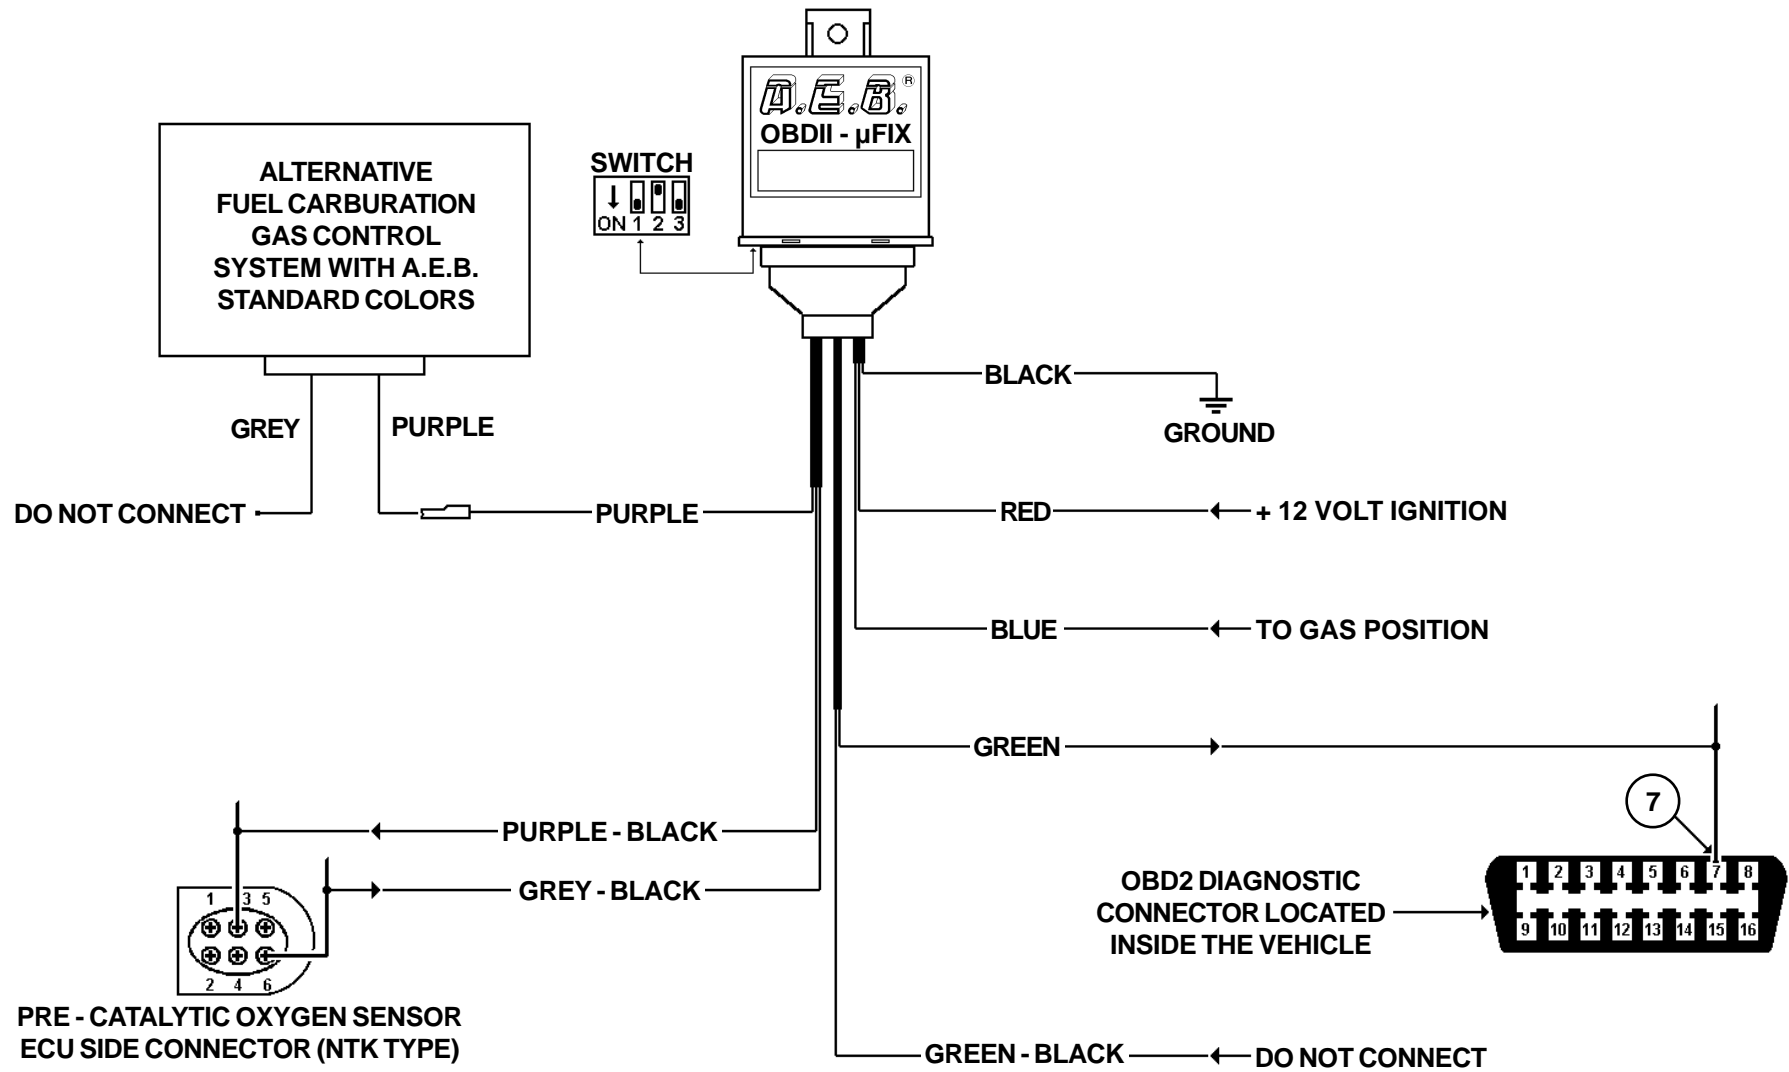 A.E.B.®
OBDII - µFIX
SWITCH
ON 1 2 3
ALTERNATIVE
FUEL CARBURATION
GAS CONTROL
SYSTEM WITH A.E.B.
STANDARD COLORS
GREY
PURPLE
DO NOT CONNECT
PURPLE
BLACK
GROUND
RED
+ 12 VOLT IGNITION
BLUE
TO GAS POSITION
GREEN
7
PURPLE - BLACK
GREY - BLACK
1 3 5
2 4 6
PRE - CATALYTIC OXYGEN SENSOR
ECU SIDE CONNECTOR (NTK TYPE)
OBD2 DIAGNOSTIC
CONNECTOR LOCATED
INSIDE THE VEHICLE
1 2 3 4 5 6 7 8
9 10 11 12 13 14 15 16
GREEN - BLACK
DO NOT CONNECT